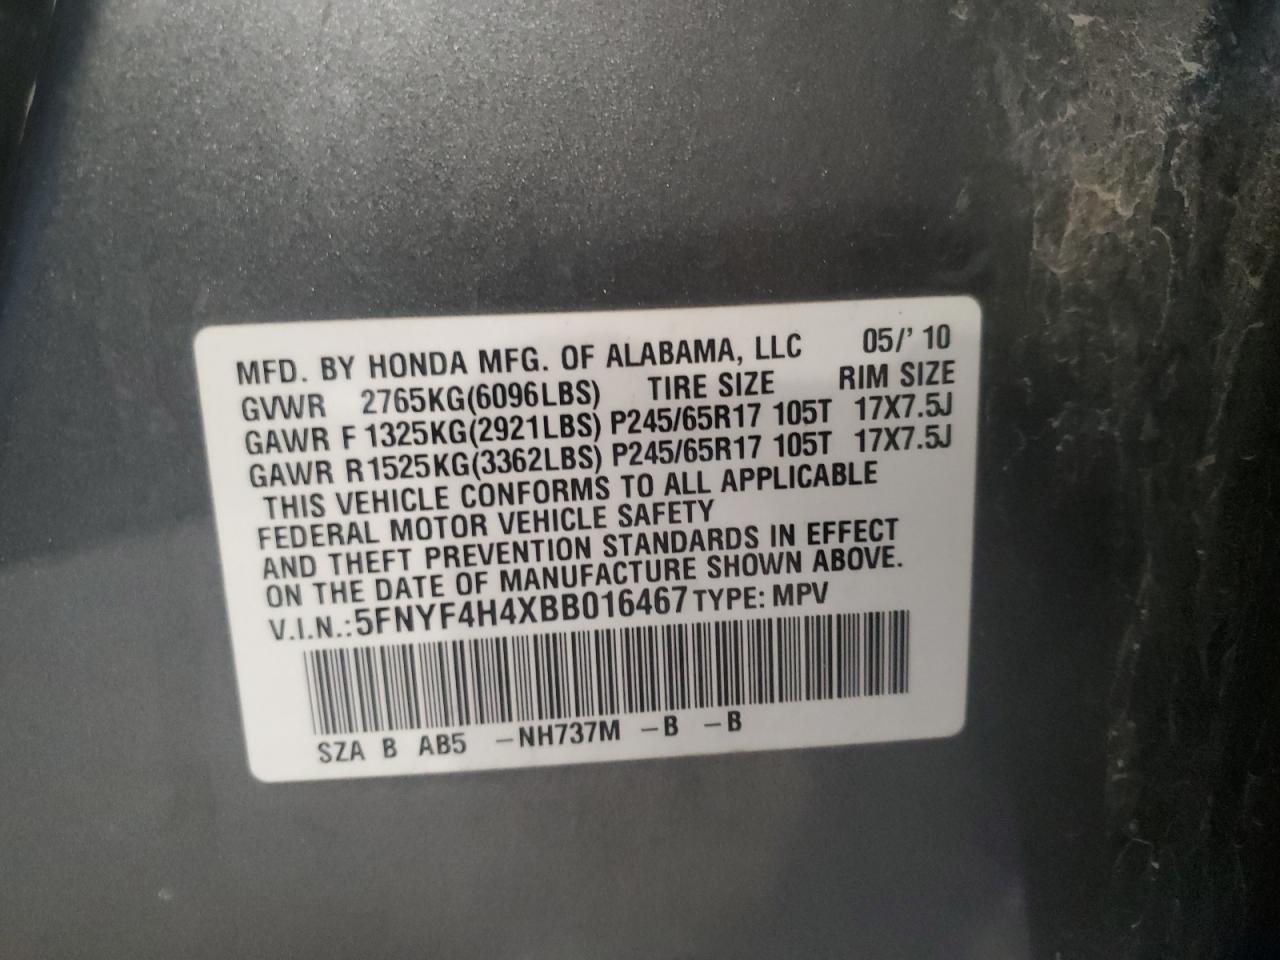 MFD. BY HONDA MFG. OF ALABAMA, LLC 05/' 10
GVWR 2765KG(6096LBS) TIRE SIZE RIM SIZE
GAWR F 1325KG(2921LBS) P245/65R17 105T 17X7.5J
GAWR R1525KG(3362LBS) P245/65R17 105T 17X7.5J
THIS VEHICLE CONFORMS TO ALL APPLICABLE
FEDERAL MOTOR VEHICLE SAFETY
AND THEFT PREVENTION STANDARDS IN EFFECT
ON THE DATE OF MANUFACTURE SHOWN ABOVE.
V.I.N.:5FNYF4H4XBB016467 TYPE: MPV
SZA B AB5 -NH737M -B -B